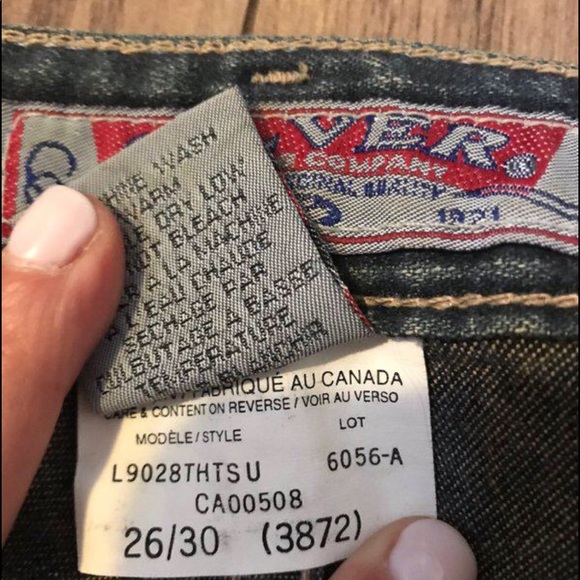 VER®
COMPANY
1921
WASH
WARM
DRY LOW
NOT BLEACH
A LA MACHINE
A L'EAU CHAUDE
SECHAGE PAR
CULBUTAGE A BASSE
TEMPERATURE
FABRIQUÉ AU CANADA
CARE & CONTENT ON REVERSE / VOIR AU VERSO
MODÈLE / STYLE
LOT
L9028THTSU
6056-A
CA00508
26/30 (3872)